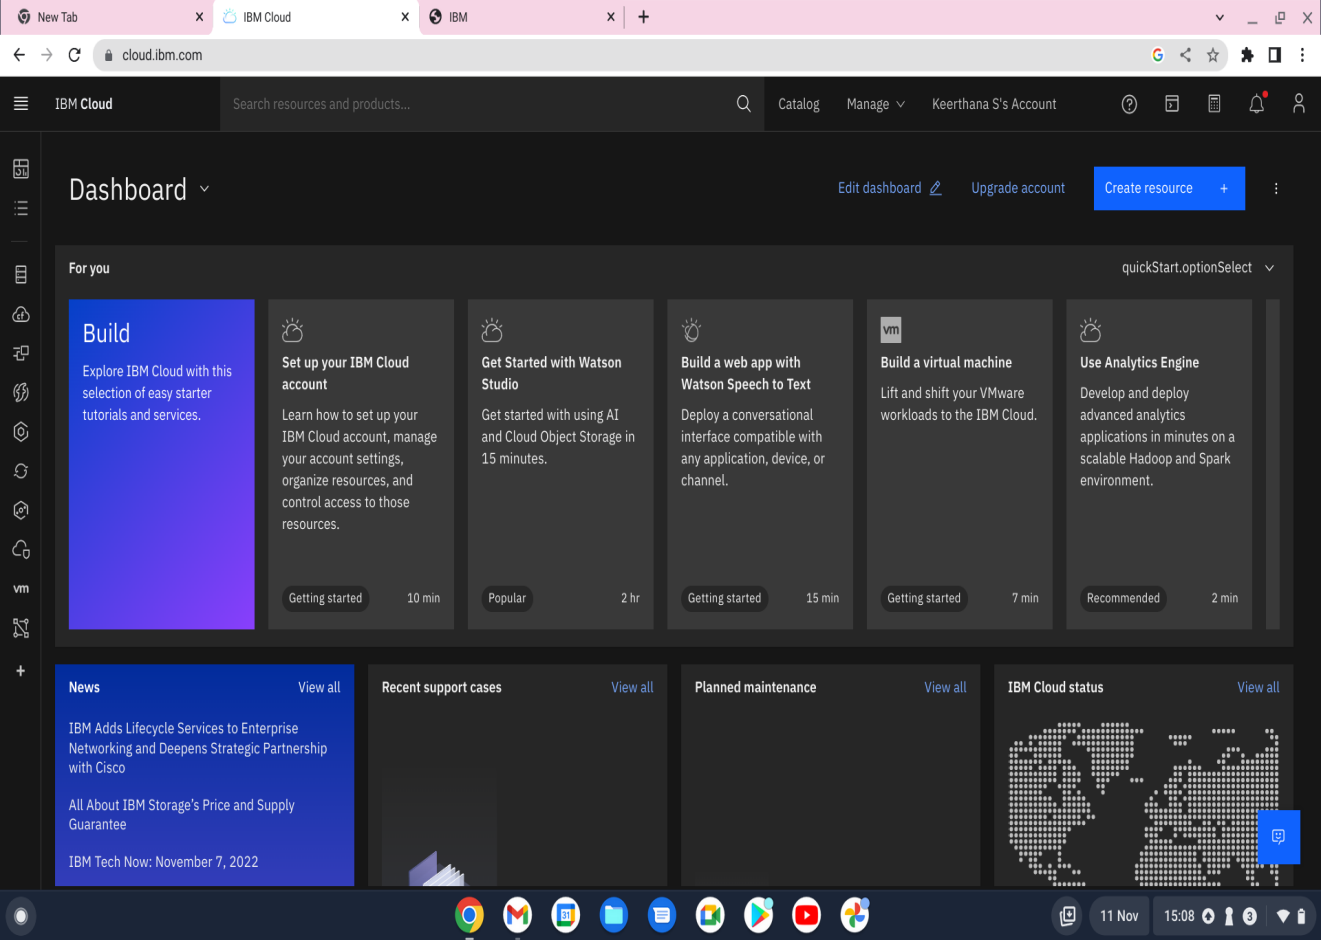 New Tab
IBM Cloud
IBM
cloud.ibm.com
IBM Cloud
Search resources and products...
Catalog
Manage
Keerthana S's Account
Dashboard
Edit dashboard
Upgrade account
Create resource +
For you
quickStart.optionSelect
Build
Explore IBM Cloud with this
selection of easy starter
tutorials and services.
Set up your IBM Cloud
account
Learn how to set up your
IBM Cloud account, manage
your account settings,
organize resources, and
control access to those
resources.
Getting started
10 min
Get Started with Watson
Studio
Get started with using AI
and Cloud Object Storage in
15 minutes.
Popular
2 hr
Build a web app with
Watson Speech to Text
Deploy a conversational
interface compatible with
any application, device, or
channel.
Getting started
15 min
vm
Build a virtual machine
Lift and shift your VMware
workloads to the IBM Cloud.
Getting started
7 min
Use Analytics Engine
Develop and deploy
advanced analytics
applications in minutes on a
scalable Hadoop and Spark
environment.
Recommended
2 min
vm
News
View all
IBM Adds Lifecycle Services to Enterprise
Networking and Deepens Strategic Partnership
with Cisco
All About IBM Storage's Price and Supply
Guarantee
IBM Tech Now: November 7, 2022
Recent support cases
View all
Planned maintenance
View all
IBM Cloud status
View all
31
11 Nov
15:08
3